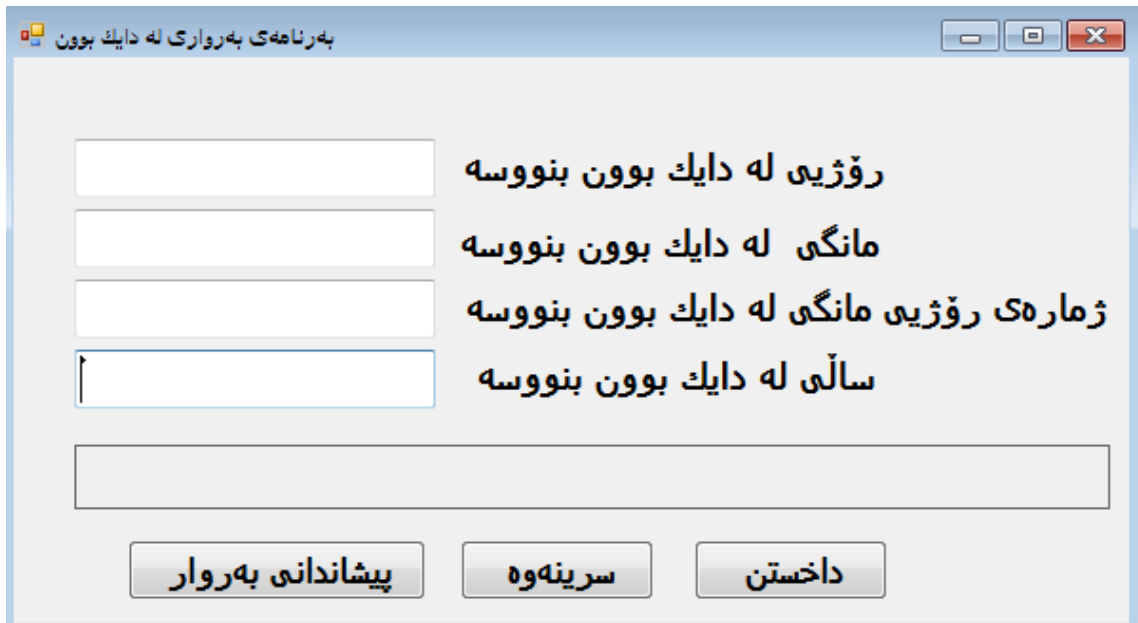 بەرنامەی بەرواری لە دایك بوون
رۆژیی لە دایك بوون بنووسە
مانگی لە دایك بوون بنووسە
ژمارەی رۆژیی مانگی لە دایك بوون بنووسە
ساڵی لە دایك بوون بنووسە
داخستن
سرینەوە
پیشاندانی بەروار